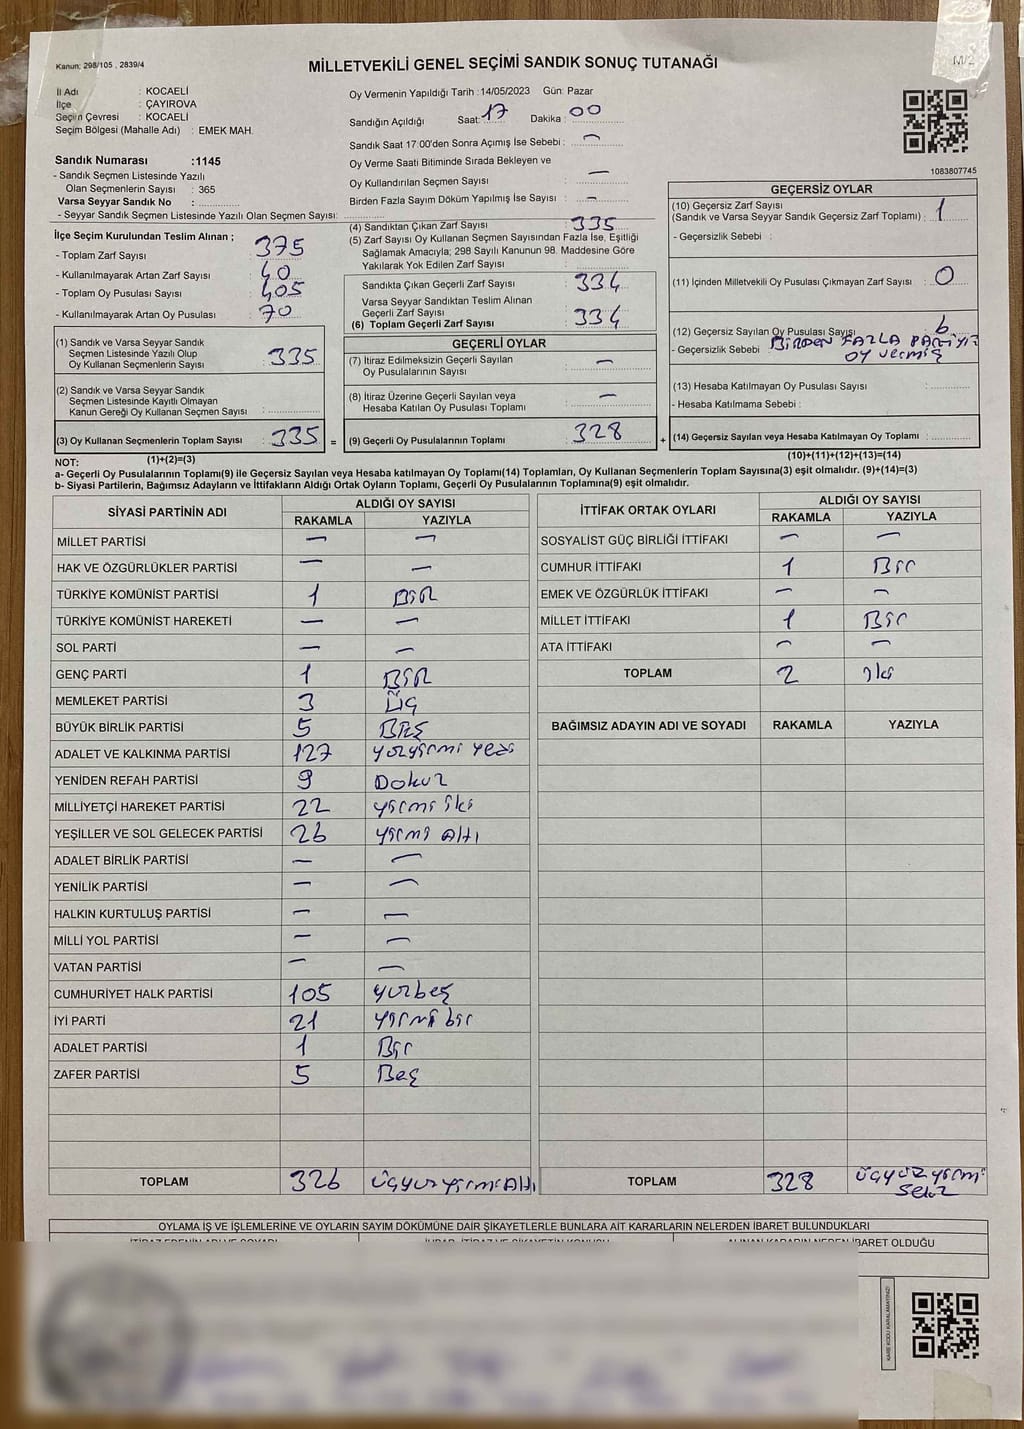 Kanun: 298/105 , 2839/4
MİLLETVEKİLİ GENEL SEÇİMİ SANDIK SONUÇ TUTANAĞI
İl Adı : KOCAELİ
İlçe : ÇAYIROVA
Seçim Çevresi : KOCAELİ
Seçim Bölgesi (Mahalle Adı) : EMEK MAH.
Sandık Numarası :1145
- Sandık Seçmen Listesinde Yazılı
Olan Seçmenlerin Sayısı : 365
Varsa Seyyar Sandık No :
- Seyyar Sandık Seçmen Listesinde Yazılı Olan Seçmen Sayısı:
Oy Vermenin Yapıldığı Tarih :14/05/2023 Gün: Pazar
Sandığın Açıldığı Saat: 17 Dakika : 00
Sandık Saat 17:00'den Sonra Açımış İse Sebebi : —
Oy Verme Saati Bitiminde Sırada Bekleyen ve
Oy Kullandırılan Seçmen Sayısı : —
Birden Fazla Sayım Döküm Yapılmış İse Sayısı : —
1083807745
İlçe Seçim Kurulundan Teslim Alınan ;
- Toplam Zarf Sayısı : 375
- Kullanılmayarak Artan Zarf Sayısı : 40
- Toplam Oy Pusulası Sayısı : 405
- Kullanılmayarak Artan Oy Pusulası : 70
(1) Sandık ve Varsa Seyyar Sandık
Seçmen Listesinde Yazılı Olup
Oy Kullanan Seçmenlerin Sayısı : 335
(2) Sandık ve Varsa Seyyar Sandık
Seçmen Listesinde Kayıtlı Olmayan
Kanun Gereği Oy Kullanan Seçmen Sayısı :
(3) Oy Kullanan Seçmenlerin Toplam Sayısı : 335 =
(4) Sandıktan Çıkan Zarf Sayısı : 335
(5) Zarf Sayısı Oy Kullanan Seçmen Sayısından Fazla İse, Eşitliği
Sağlamak Amacıyla; 298 Sayılı Kanunun 98. Maddesine Göre
Yakılarak Yok Edilen Zarf Sayısı :
Sandıkta Çıkan Geçerli Zarf Sayısı : 334
Varsa Seyyar Sandıktan Teslim Alınan
Geçerli Zarf Sayısı :
(6) Toplam Geçerli Zarf Sayısı : 334
GEÇERLİ OYLAR
(7) İtiraz Edilmeksizin Geçerli Sayılan
Oy Pusulalarının Sayısı : —
(8) İtiraz Üzerine Geçerli Sayılan veya
Hesaba Katılan Oy Pusulası Toplamı : —
(9) Geçerli Oy Pusulalarının Toplamı : 328 +
GEÇERSİZ OYLAR
(10) Geçersiz Zarf Sayısı
(Sandık ve Varsa Seyyar Sandık Geçersiz Zarf Toplamı) : 1
- Geçersizlik Sebebi :
(11) İçinden Milletvekili Oy Pusulası Çıkmayan Zarf Sayısı : 0
(12) Geçersiz Sayılan Oy Pusulası Sayısı : 6
- Geçersizlik Sebebi : BİRDEN FAZLA PARTİYE
OY vermiş
(13) Hesaba Katılmayan Oy Pusulası Sayısı :
- Hesaba Katılmama Sebebi :
(14) Geçersiz Sayılan veya Hesaba Katılmayan Oy Toplamı :
NOT: (1)+(2)=(3) (10)+(11)+(12)+(13)=(14)
a- Geçerli Oy Pusulalarının Toplamı(9) ile Geçersiz Sayılan veya Hesaba katılmayan Oy Toplamı(14) Toplamları, Oy Kullanan Seçmenlerin Toplam Sayısına(3) eşit olmalıdır. (9)+(14)=(3)
b- Siyasi Partilerin, Bağımsız Adayların ve İttifakların Aldığı Ortak Oyların Toplamı, Geçerli Oy Pusulalarının Toplamına(9) eşit olmalıdır.
SİYASİ PARTİNİN ADI ALDIĞI OY SAYISI
RAKAMLA YAZIYLA
MİLLET PARTİSİ — —
HAK VE ÖZGÜRLÜKLER PARTİSİ — —
TÜRKİYE KOMÜNİST PARTİSİ 1 BİR
TÜRKİYE KOMÜNİST HAREKETİ — —
SOL PARTİ — —
GENÇ PARTİ 1 BİR
MEMLEKET PARTİSİ 3 Üç
BÜYÜK BİRLİK PARTİSİ 5 BEŞ
ADALET VE KALKINMA PARTİSİ 127 yüzyirmi yedi
YENİDEN REFAH PARTİSİ 9 Dokuz
MİLLİYETÇİ HAREKET PARTİSİ 22 yirmi iki
YEŞİLLER VE SOL GELECEK PARTİSİ 26 yirmi Altı
ADALET BİRLİK PARTİSİ — —
YENİLİK PARTİSİ — —
HALKIN KURTULUŞ PARTİSİ — —
MİLLİ YOL PARTİSİ — —
VATAN PARTİSİ — —
CUMHURİYET HALK PARTİSİ 105 yüzbeş
İYİ PARTİ 21 yirmi bir
ADALET PARTİSİ 1 Bir
ZAFER PARTİSİ 5 Beş
TOPLAM 326 üçyüzyirmiAltı
İTTİFAK ORTAK OYLARI ALDIĞI OY SAYISI
RAKAMLA YAZIYLA
SOSYALİST GÜÇ BİRLİĞİ İTTİFAKI — —
CUMHUR İTTİFAKI 1 Bir
EMEK VE ÖZGÜRLÜK İTTİFAKI — —
MİLLET İTTİFAKI 1 Bir
ATA İTTİFAKI — —
TOPLAM 2 iki
BAĞIMSIZ ADAYIN ADI VE SOYADI RAKAMLA YAZIYLA
TOPLAM 328 üçyüzyirmi
sekiz
OYLAMA İŞ VE İŞLEMLERİNE VE OYLARIN SAYIM DÖKÜMÜNE DAİR ŞİKAYETLERLE BUNLARA AİT KARARLARIN NELERDEN İBARET BULUNDUKLARI
ALINAN KARARIN NEDEN İBARET OLDUĞU
KARE KODU KARALAMAYINIZ!